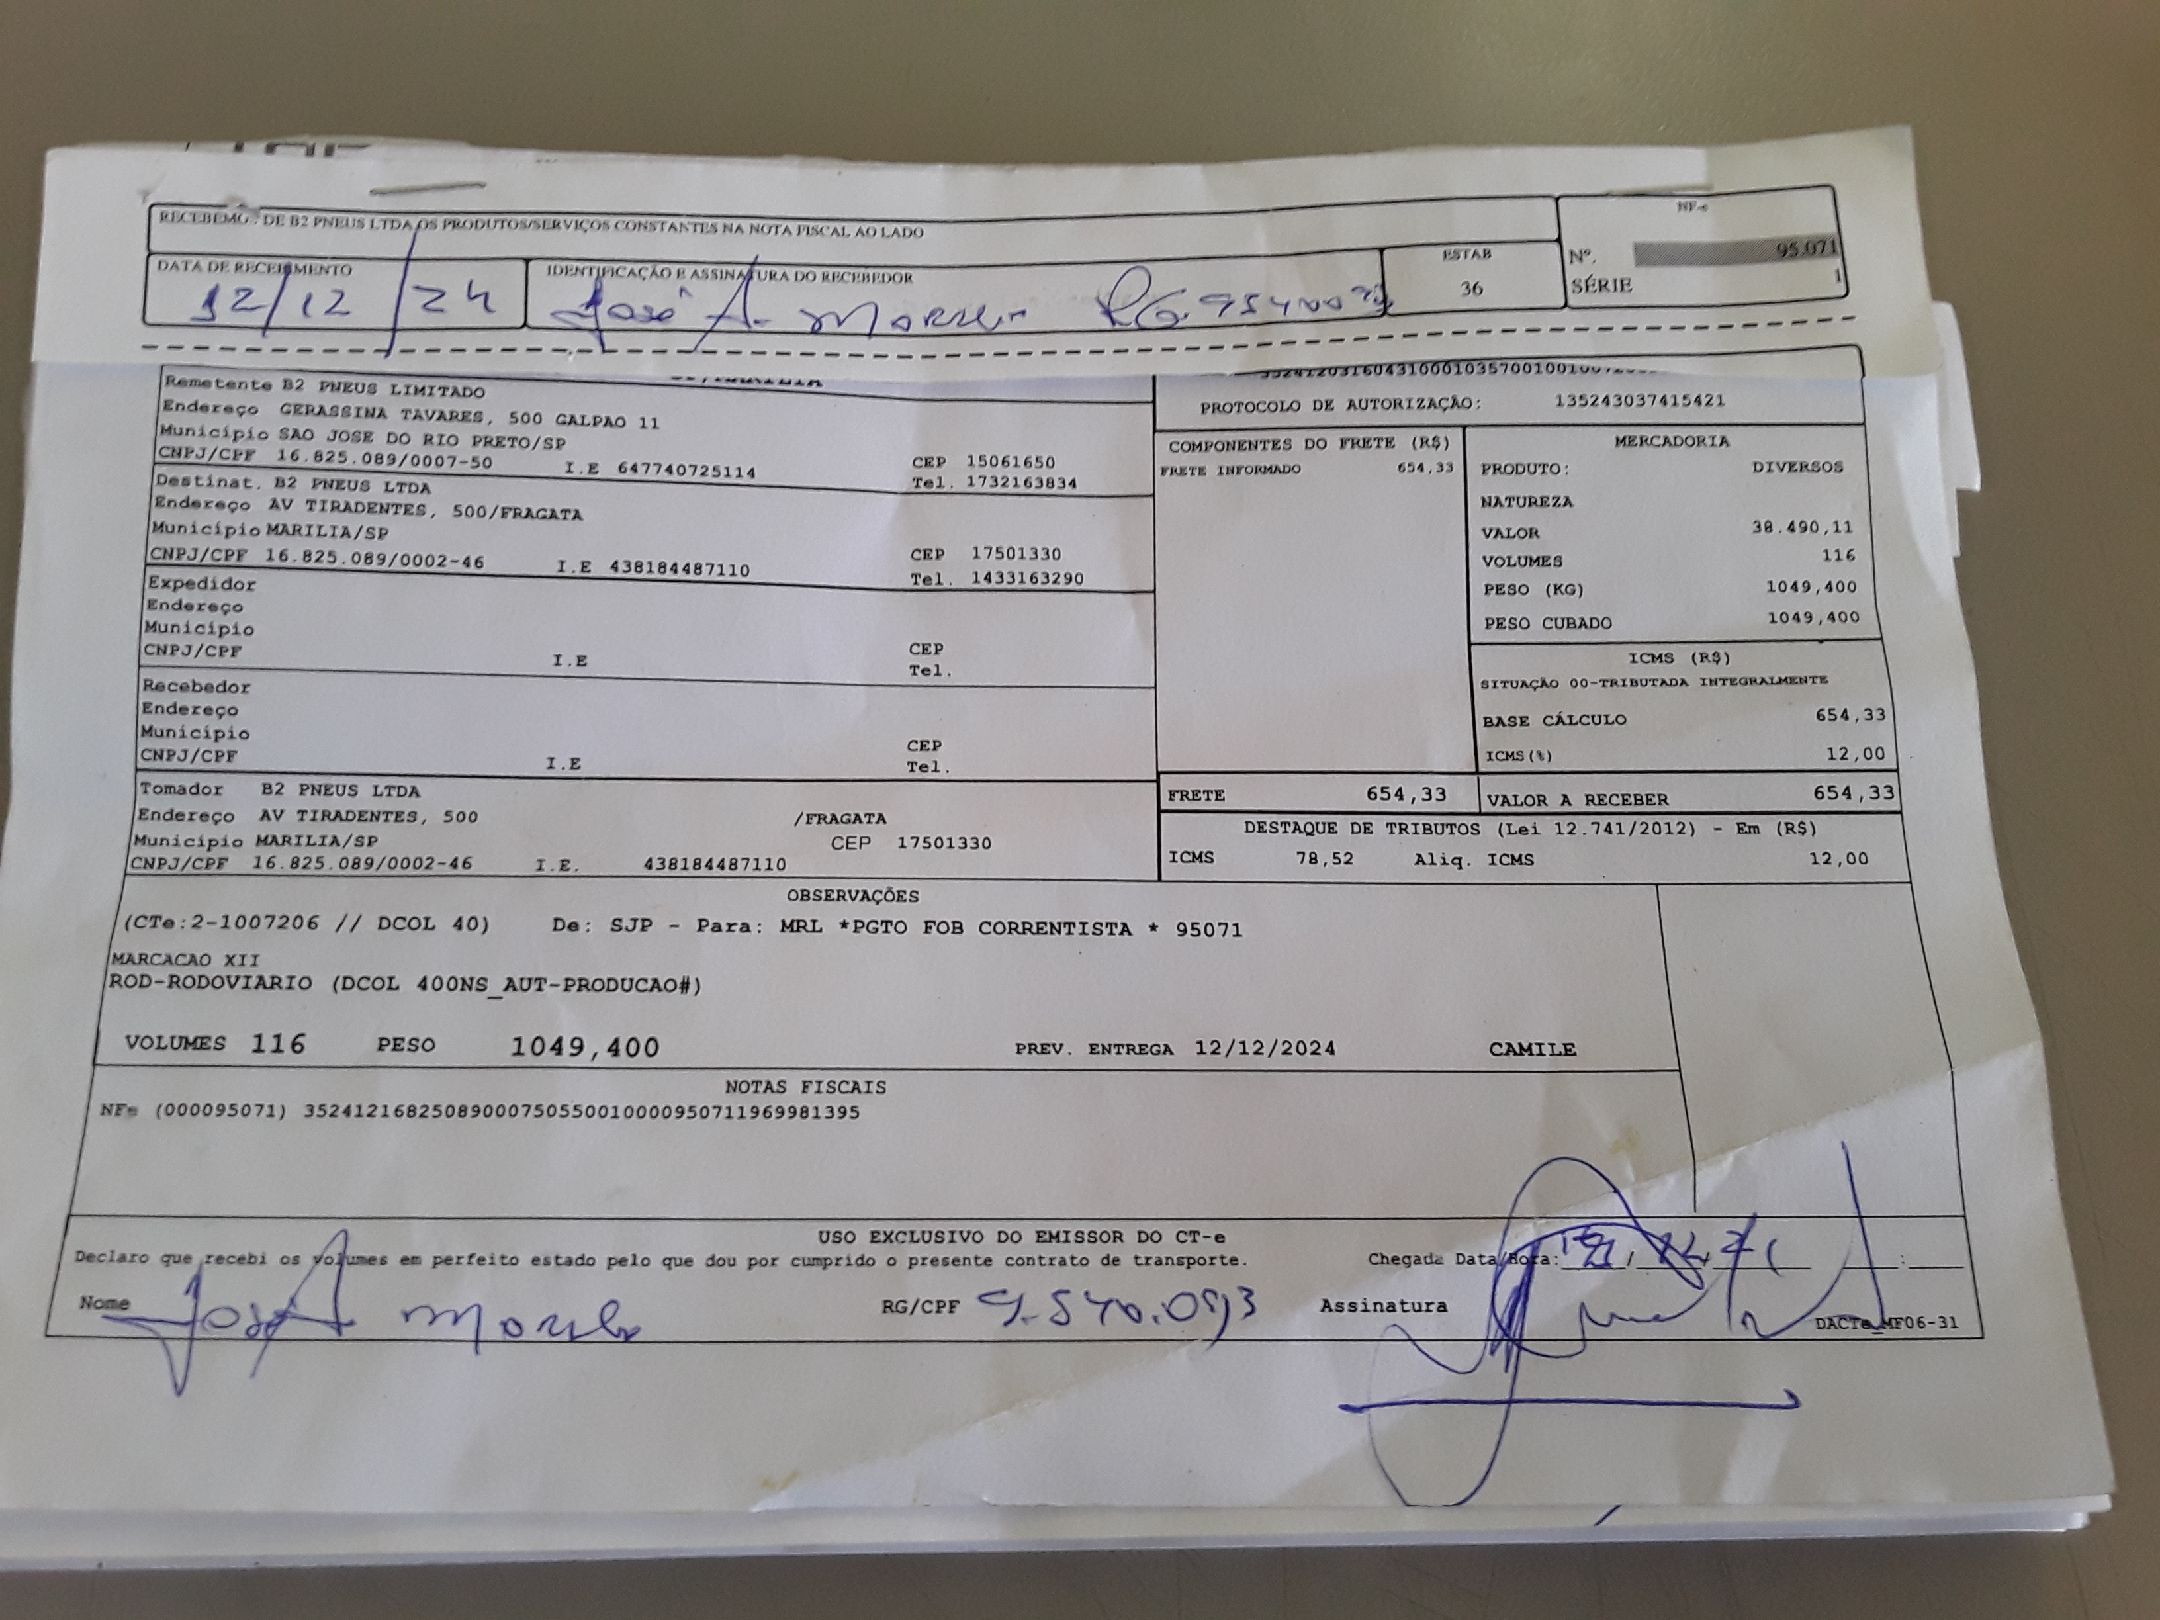 RECEBEMO DE B2 PNEUS LTDA OS PRODUTOS/SERVIÇOS CONSTANTES NA NOTA FISCAL AO LADO
NF-e
Nº. 95.071
SÉRIE 1
DATA DE RECEBIMENTO
12/12/24
IDENTIFICAÇÃO E ASSINATURA DO RECEBEDOR
José A. RG.
ESTAB
36
Remetente B2 PNEUS LIMITADO
Endereço GERASSINA TAVARES, 500 GALPAO 11
Município SAO JOSE DO RIO PRETO/SP
CNPJ/CPF 16.825.089/0007-50 I.E 647740725114 CEP 15061650
Tel. 1732163834
Destinat. B2 PNEUS LTDA
Endereço AV TIRADENTES, 500/FRAGATA
Município MARILIA/SP
CNPJ/CPF 16.825.089/0002-46 I.E 438184487110 CEP 17501330
Tel. 1433163290
Expedidor
Endereço
Município
CNPJ/CPF I.E CEP
Tel.
Recebedor
Endereço
Município
CNPJ/CPF I.E CEP
Tel.
Tomador B2 PNEUS LTDA
Endereço AV TIRADENTES, 500 /FRAGATA
Município MARILIA/SP CEP 17501330
CNPJ/CPF 16.825.089/0002-46 I.E. 438184487110
PROTOCOLO DE AUTORIZAÇÃO: 135243037415421
COMPONENTES DO FRETE (R$)
FRETE INFORMADO 654,33
MERCADORIA
PRODUTO: DIVERSOS
NATUREZA
VALOR 38.490,11
VOLUMES 116
PESO (KG) 1049,400
PESO CUBADO 1049,400
ICMS (R$)
SITUAÇÃO 00-TRIBUTADA INTEGRALMENTE
BASE CÁLCULO 654,33
ICMS(%) 12,00
FRETE 654,33 VALOR A RECEBER 654,33
DESTAQUE DE TRIBUTOS (Lei 12.741/2012) - Em (R$)
ICMS 78,52 Aliq. ICMS 12,00
OBSERVAÇÕES
(CTe:2-1007206 // DCOL 40) De: SJP - Para: MRL *PGTO FOB CORRENTISTA * 95071
MARCACAO XII
ROD-RODOVIARIO (DCOL 400NS_AUT-PRODUCAO#)
VOLUMES 116 PESO 1049,400 PREV. ENTREGA 12/12/2024 CAMILE
NOTAS FISCAIS
NFe (000095071) 35241216825089000750550010000950711969981395
USO EXCLUSIVO DO EMISSOR DO CT-e
Declaro que recebi os volumes em perfeito estado pelo que dou por cumprido o presente contrato de transporte. Chegada Data/Hora:
Nome José A RG/CPF 9.540.093 Assinatura
DACTe_MF06-31